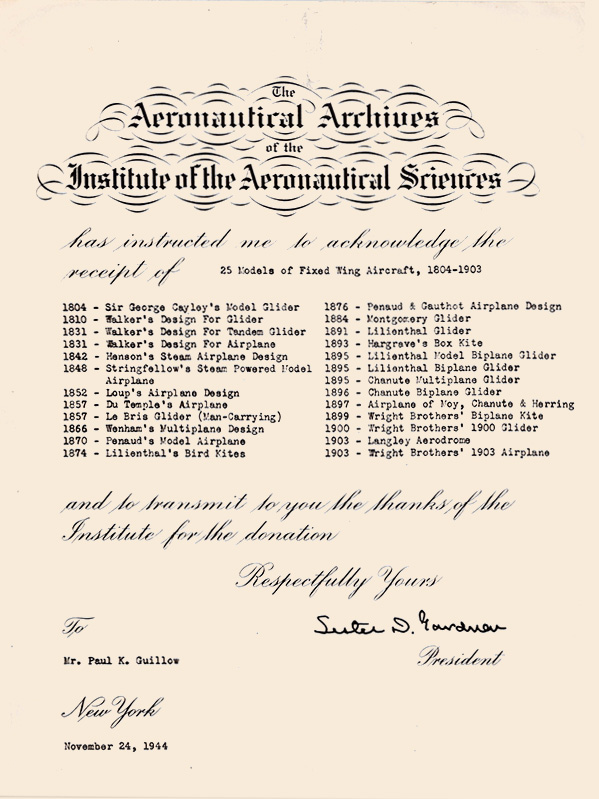 The
Aeronautical Archives
of the
Institute of the Aeronautical Sciences
has instructed me to acknowledge the
receipt of 25 Models of Fixed Wing Aircraft, 1804-1903
1804 - Sir George Cayley's Model Glider
1810 - Walker's Design For Glider
1831 - Walker's Design For Tandem Glider
1831 - Walker's Design For Airplane
1842 - Henson's Steam Airplane Design
1848 - Stringfellow's Steam Powered Model
Airplane
1852 - Loup's Airplane Design
1857 - Du Temple's Airplane
1857 - Le Bris Glider (Man-Carrying)
1866 - Wenham's Multiplane Design
1870 - Penaud's Model Airplane
1874 - Lilienthal's Bird Kites
1876 - Penaud & Gauthot Airplane Design
1884 - Montgomery Glider
1891 - Lilienthal Glider
1893 - Hargrave's Box Kite
1895 - Lilienthal Model Biplane Glider
1895 - Lilienthal Biplane Glider
1895 - Chanute Multiplane Glider
1896 - Chanute Biplane Glider
1897 - Airplane of Moy, Chanute & Herring
1899 - Wright Brothers' Biplane Kite
1900 - Wright Brothers' 1900 Glider
1903 - Langley Aerodrome
1903 - Wright Brothers' 1903 Airplane
and to transmit to you the thanks of the
Institute for the donation
Respectfully Yours
Lester D. Gardner
President
To
Mr. Paul K. Guillow
New York
November 24, 1944